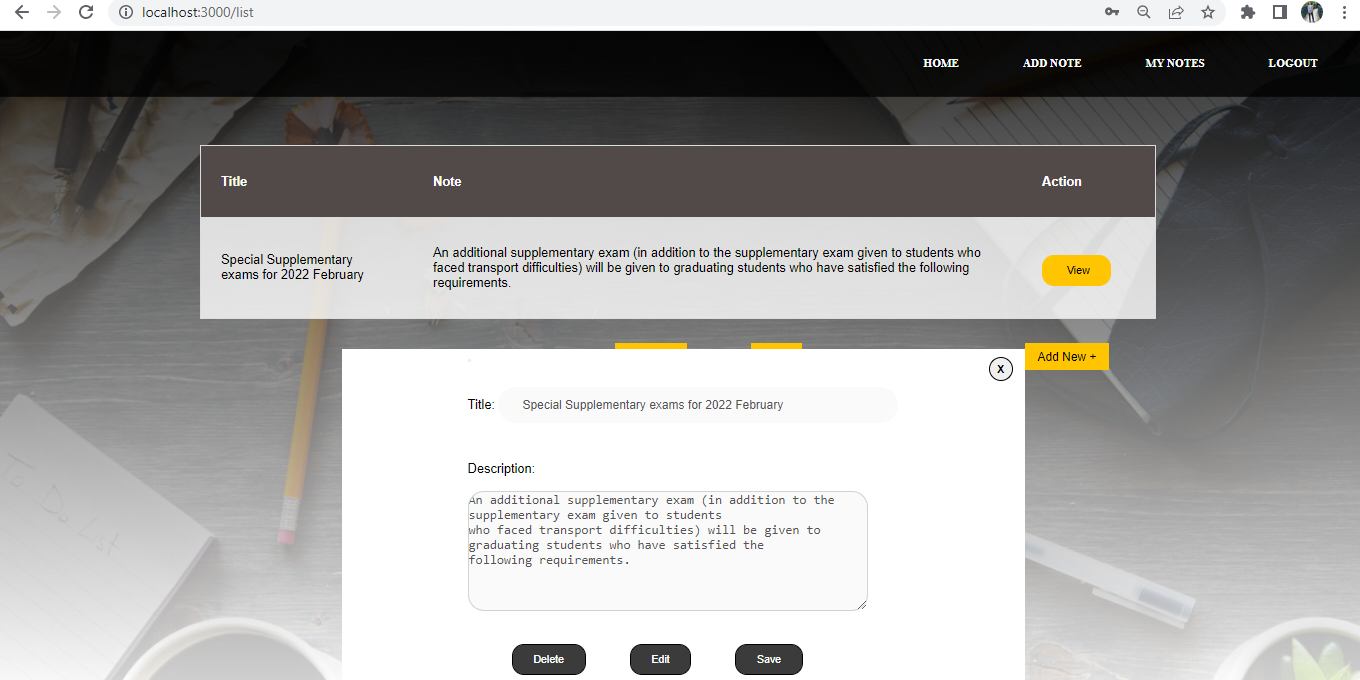 localhost:3000/list
HOME ADD NOTE MY NOTES LOGOUT
Title Note Action
Special Supplementary
exams for 2022 February
An additional supplementary exam (in addition to the supplementary exam given to students who
faced transport difficulties) will be given to graduating students who have satisfied the following
requirements.
View
Add New +
X
Title: Special Supplementary exams for 2022 February
Description:
An additional supplementary exam (in addition to the
supplementary exam given to students
who faced transport difficulties) will be given to
graduating students who have satisfied the
following requirements.
Delete Edit Save
To Do List